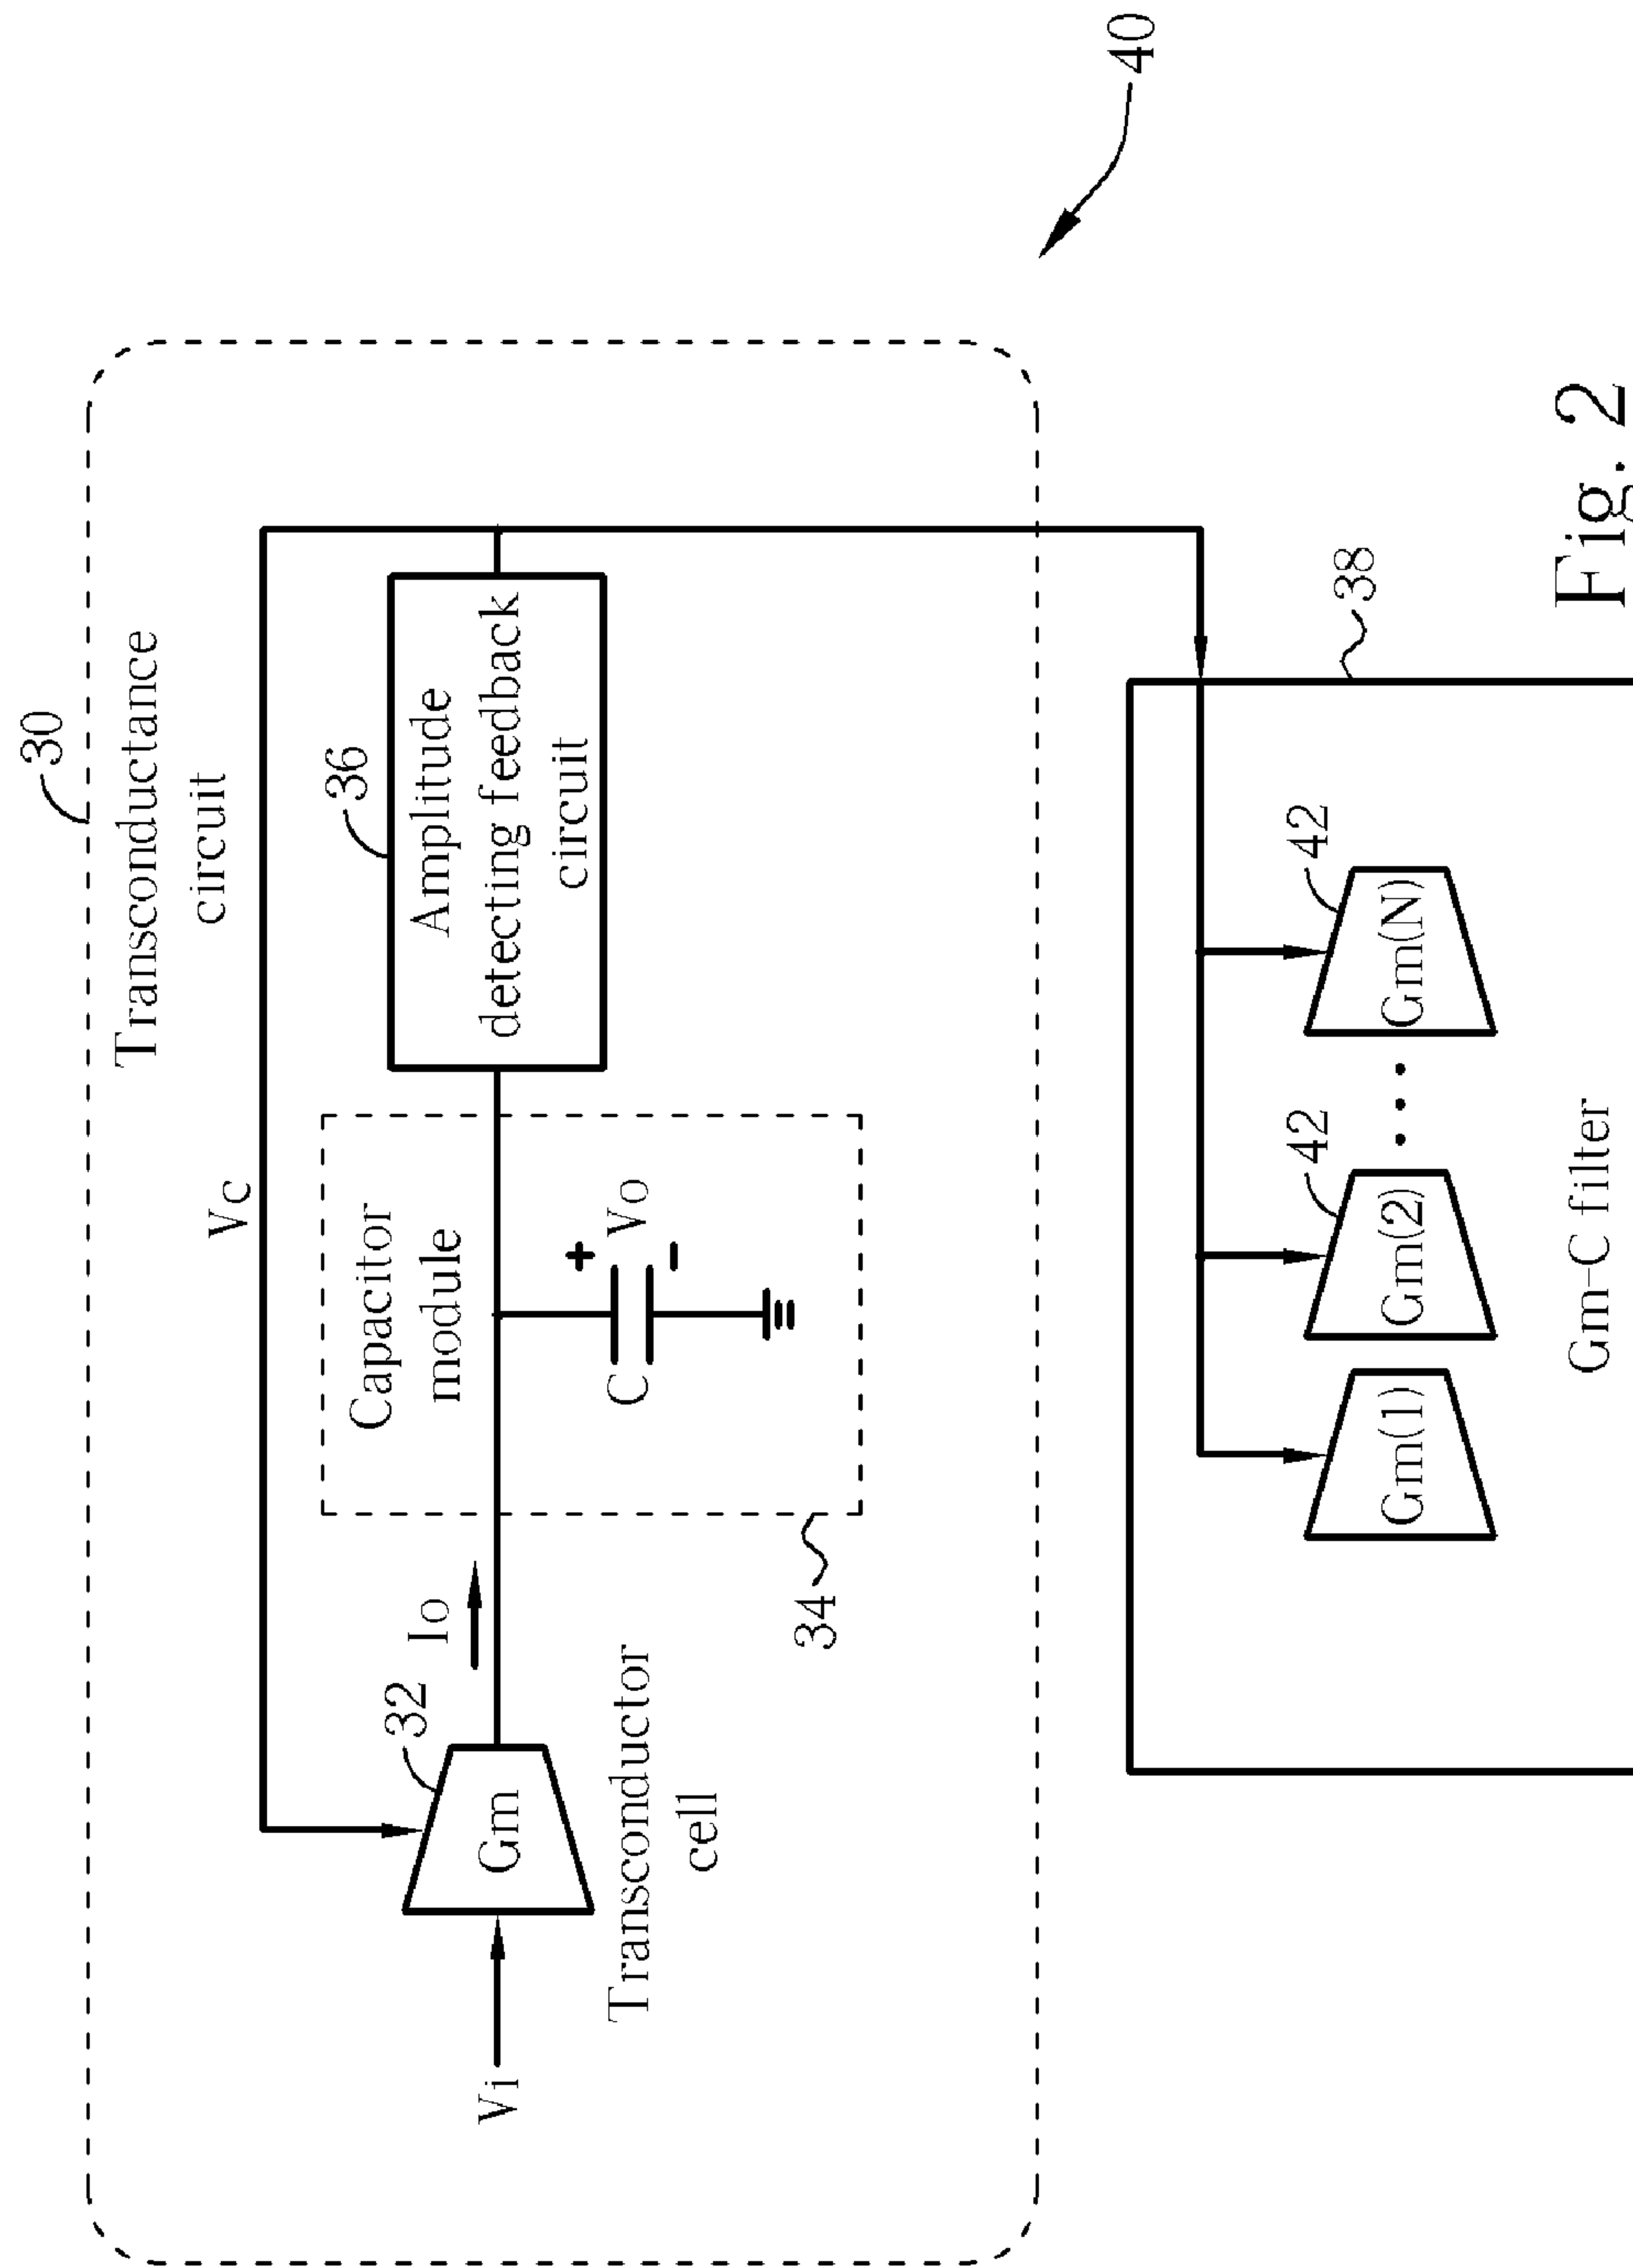 30
Transconductance
circuit
Vc
36
Amplitude
detecting feedback
circuit
Capacitor
module
Io
32
Gm
Vi
C
+
Vo
-
Transconductor
cell
34
40
38
42
42
Gm(1)
Gm(2)
Gm(N)
Gm-C filter
Fig. 2